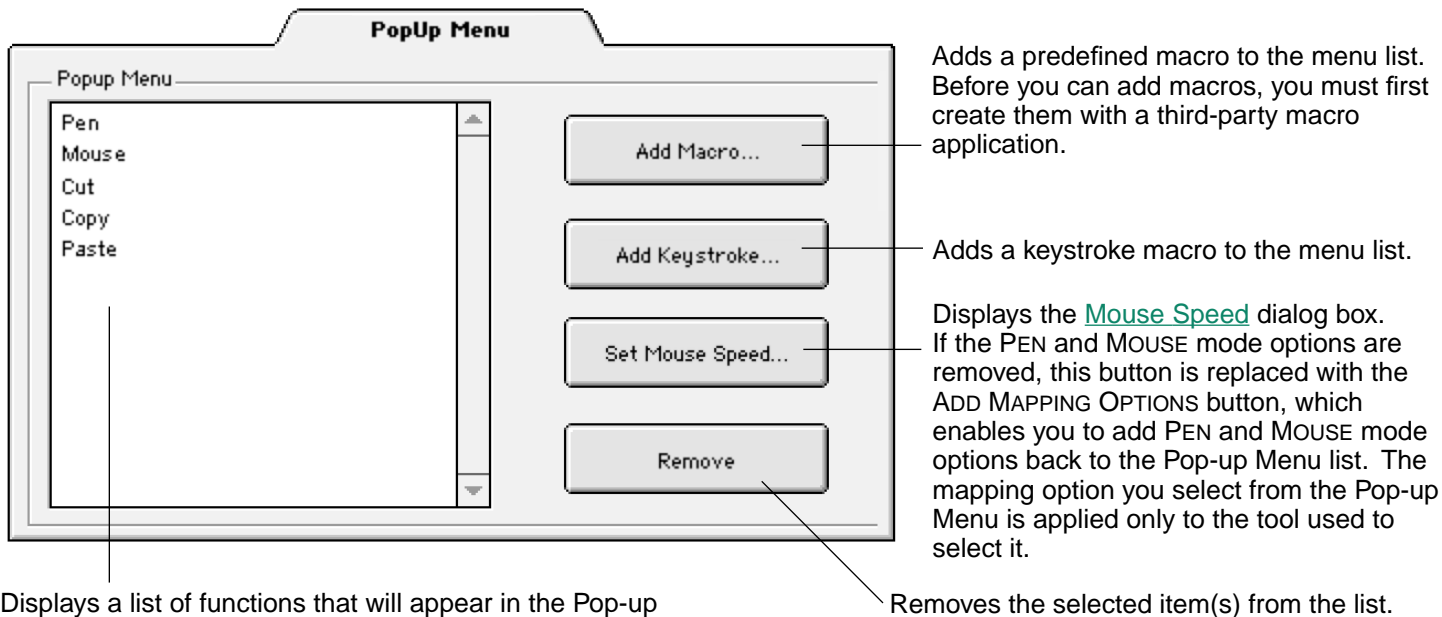 PopUp Menu
Popup Menu
Pen
Mouse
Cut
Copy
Paste
Add Macro...
Add Keystroke...
Set Mouse Speed...
Remove
Adds a predefined macro to the menu list.
Before you can add macros, you must first
create them with a third-party macro
application.
Adds a keystroke macro to the menu list.
Displays the Mouse Speed dialog box.
If the PEN and MOUSE mode options are
removed, this button is replaced with the
ADD MAPPING OPTIONS button, which
enables you to add PEN and MOUSE mode
options back to the Pop-up Menu list. The
mapping option you select from the Pop-up
Menu is applied only to the tool used to
select it.
Displays a list of functions that will appear in the Pop-up
Removes the selected item(s) from the list.